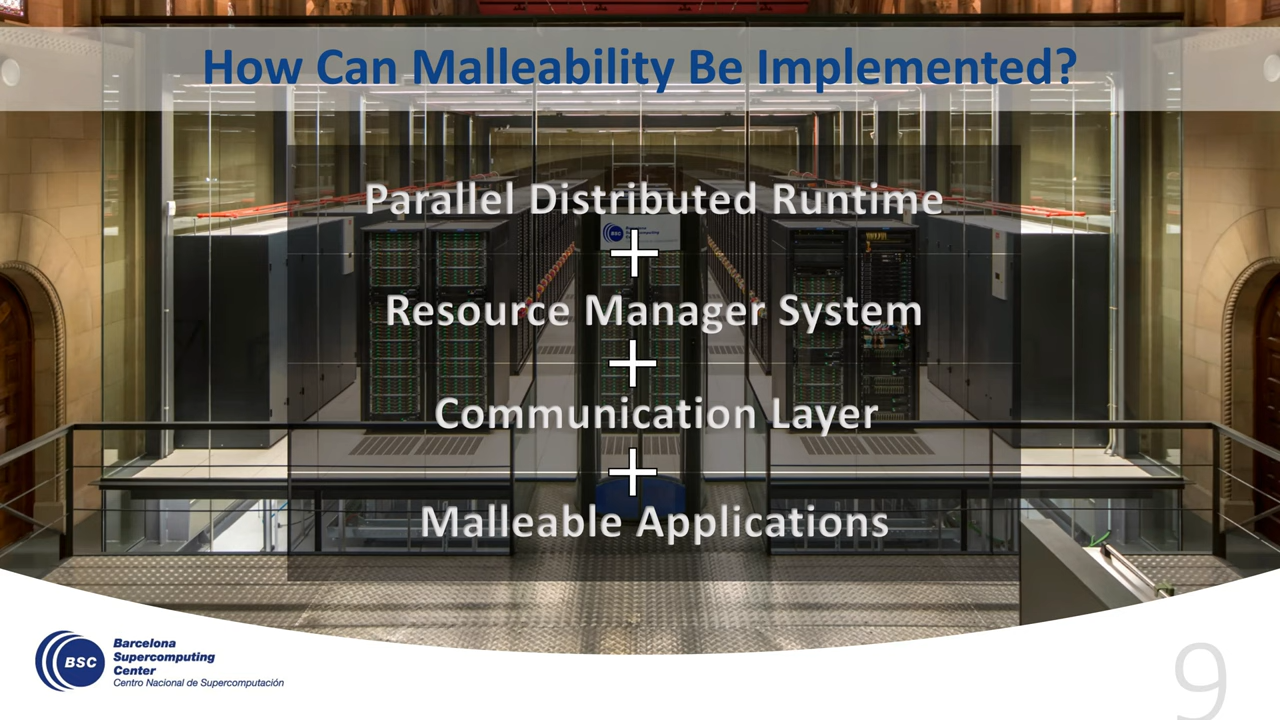 How Can Malleability Be Implemented?
Parallel Distributed Runtime
+
Resource Manager System
+
Communication Layer
+
Malleable Applications
BSC
Barcelona
Supercomputing
Center
Centro Nacional de Supercomputación
9